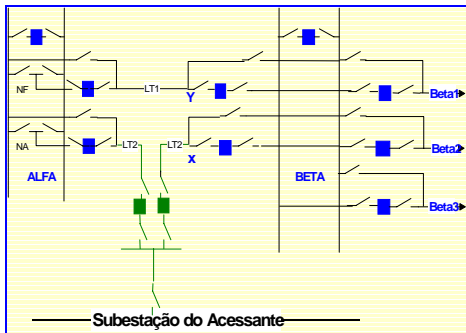 LT1
NF
Y
Beta1
NA
LT2
LT2
x
Beta2
ALFA
BETA
Beta3
Subestação do Acessante